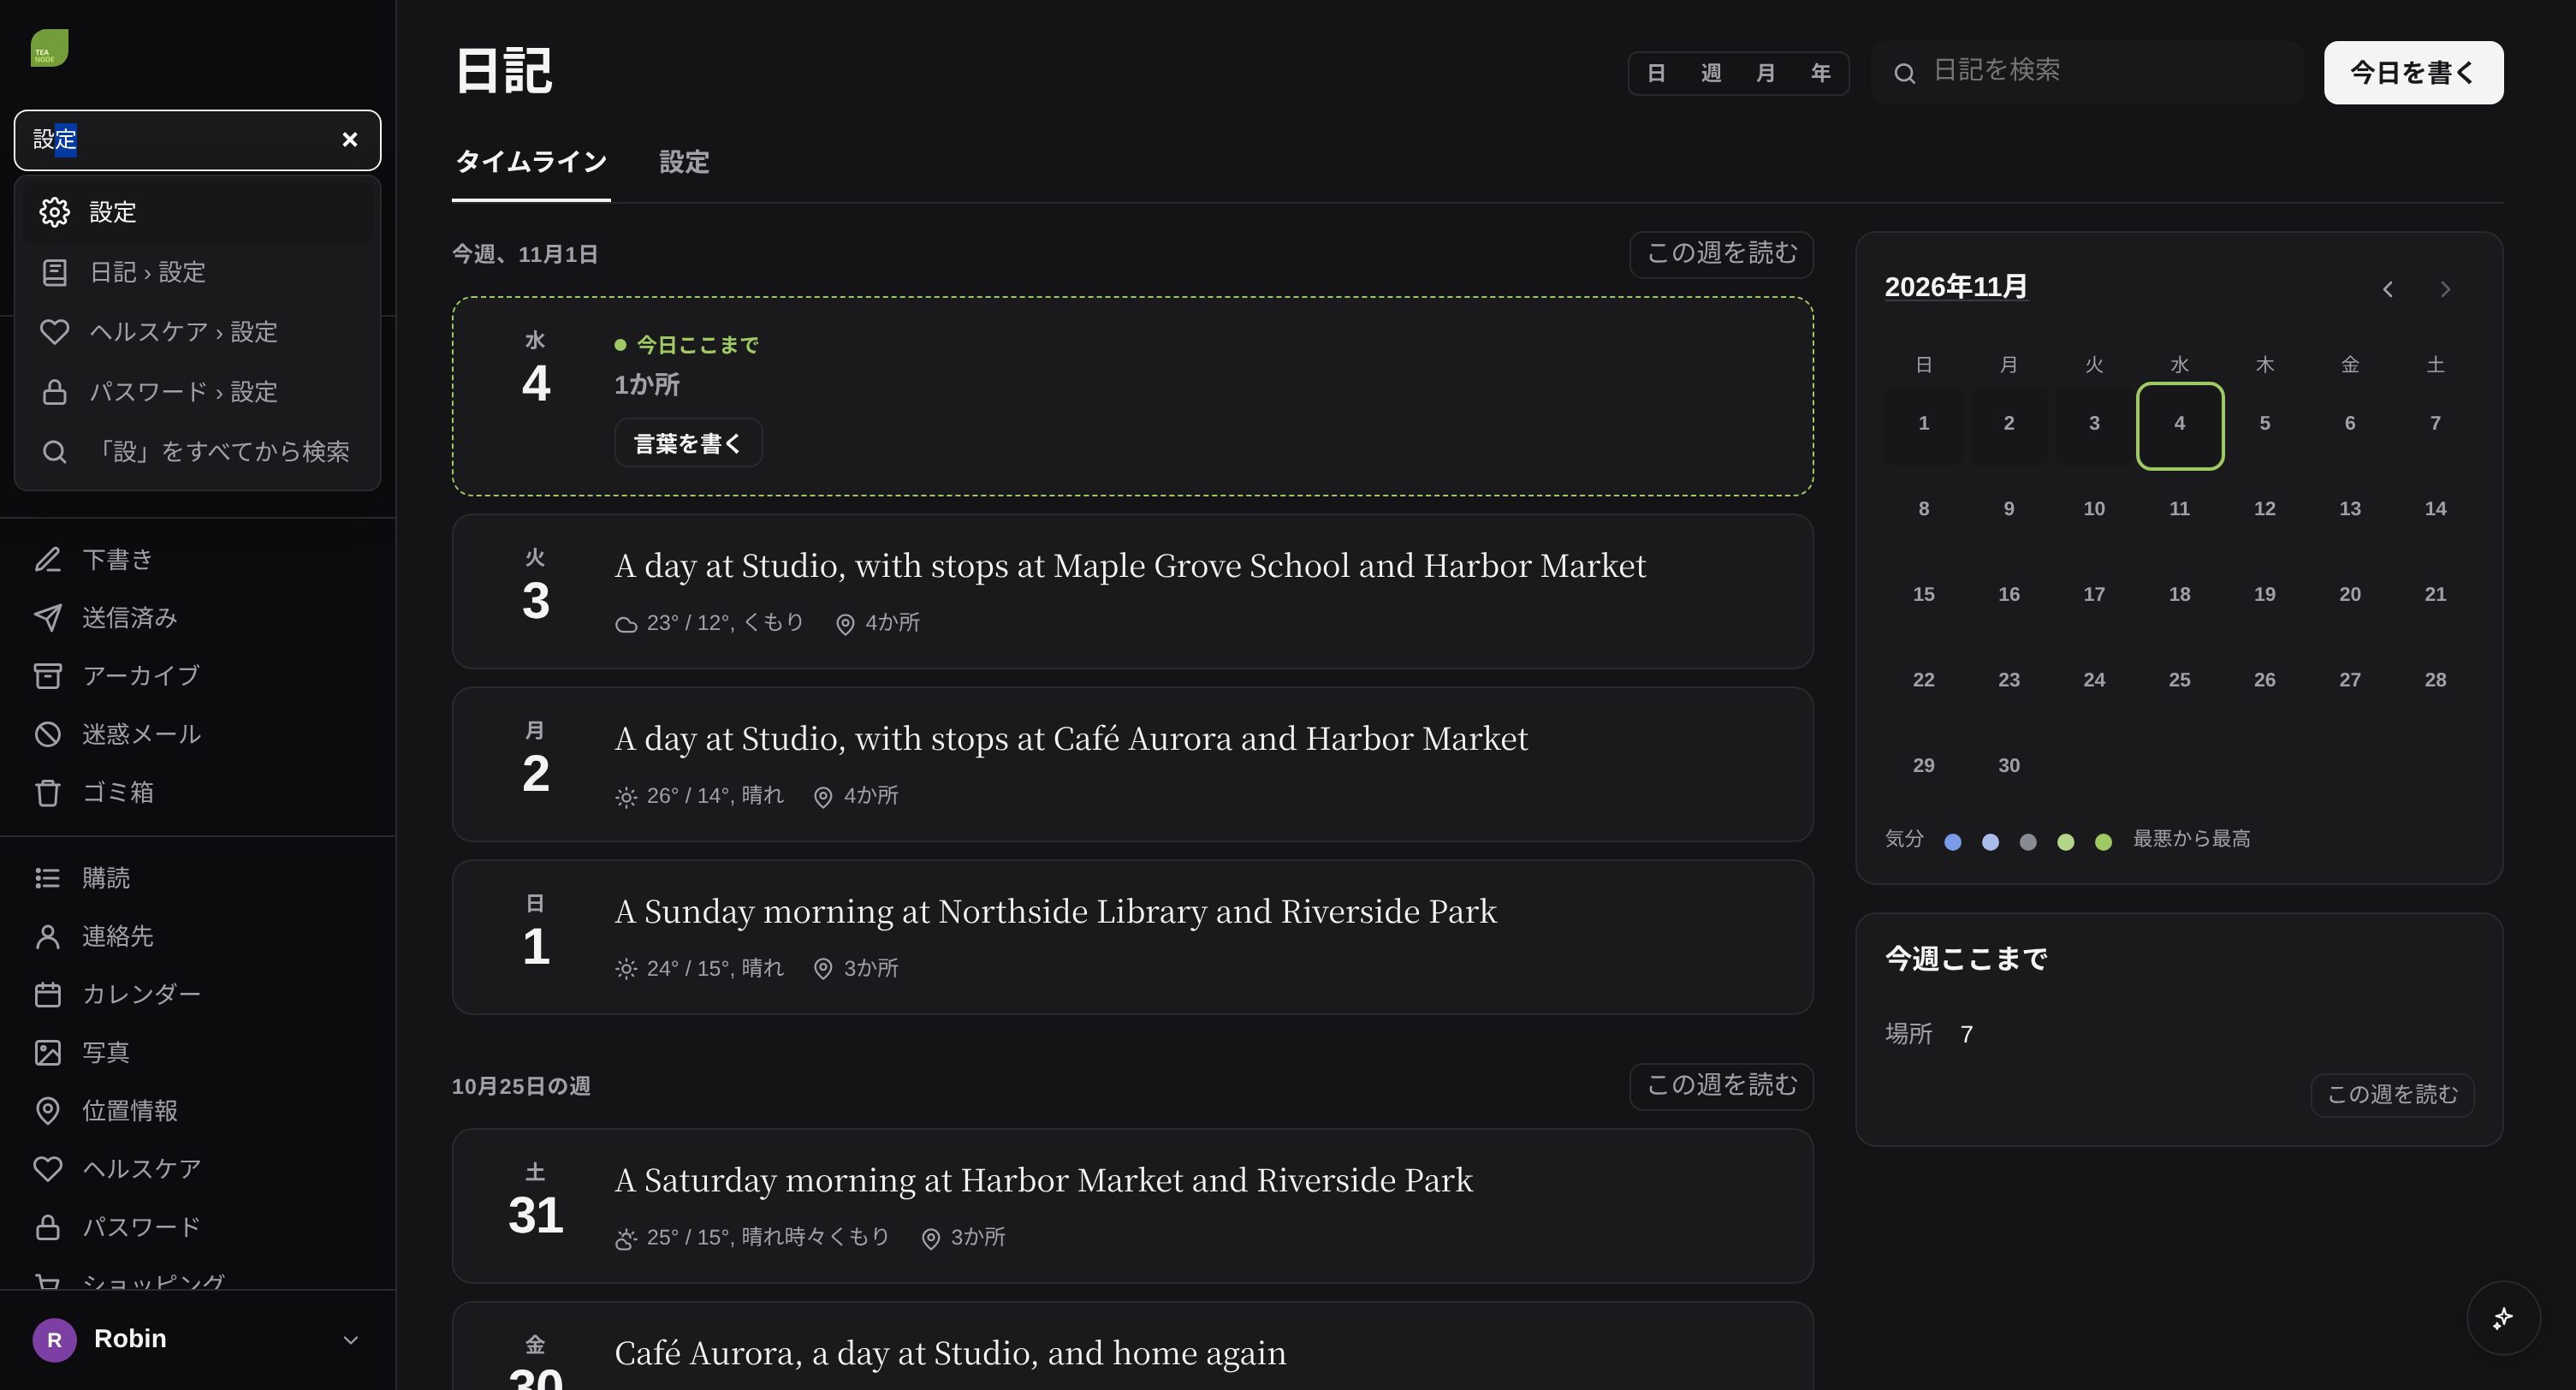 TEA
NODE
設定
設定
日記 › 設定
ヘルスケア › 設定
パスワード › 設定
「設」をすべてから検索
下書き
送信済み
アーカイブ
迷惑メール
ゴミ箱
購読
連絡先
カレンダー
写真
位置情報
ヘルスケア
パスワード
ショッピング
R Robin
日記
日 週 月 年
日記を検索
今日を書く
タイムライン 設定
今週、11月1日 この週を読む
水
4
今日ここまで
1か所
言葉を書く
火
3
A day at Studio, with stops at Maple Grove School and Harbor Market
23° / 12°, くもり 4か所
月
2
A day at Studio, with stops at Café Aurora and Harbor Market
26° / 14°, 晴れ 4か所
日
1
A Sunday morning at Northside Library and Riverside Park
24° / 15°, 晴れ 3か所
10月25日の週 この週を読む
土
31
A Saturday morning at Harbor Market and Riverside Park
25° / 15°, 晴れ時々くもり 3か所
金
30
Café Aurora, a day at Studio, and home again
2026年11月
日 月 火 水 木 金 土
1 2 3 4 5 6 7
8 9 10 11 12 13 14
15 16 17 18 19 20 21
22 23 24 25 26 27 28
29 30
気分 最悪から最高
今週ここまで
場所 7
この週を読む